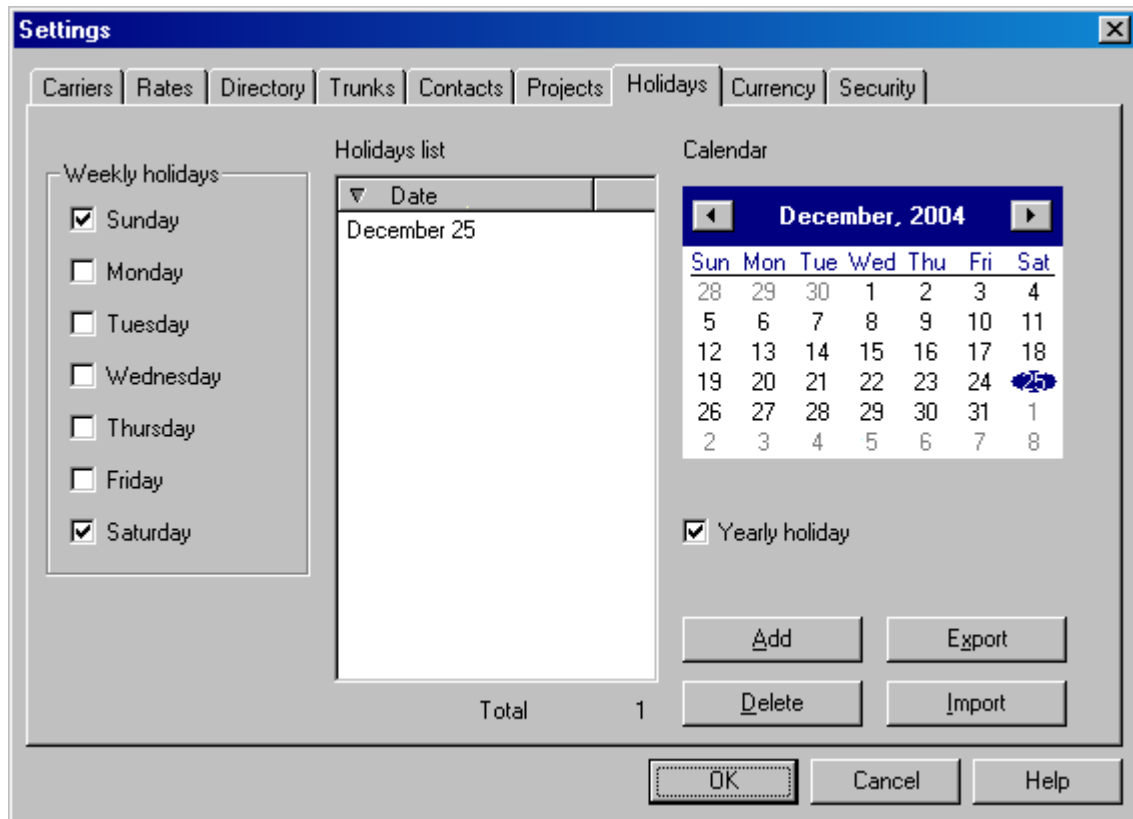 Settings
Carriers Rates Directory Trunks Contacts Projects Holidays Currency Security
Weekly holidays
Sunday
Monday
Tuesday
Wednesday
Thursday
Friday
Saturday
Holidays list
Date
December 25
Total 1
Calendar
December, 2004
Sun Mon Tue Wed Thu Fri Sat
28 29 30 1 2 3 4
5 6 7 8 9 10 11
12 13 14 15 16 17 18
19 20 21 22 23 24 25
26 27 28 29 30 31 1
2 3 4 5 6 7 8
Yearly holiday
Add Export
Delete Import
OK Cancel Help